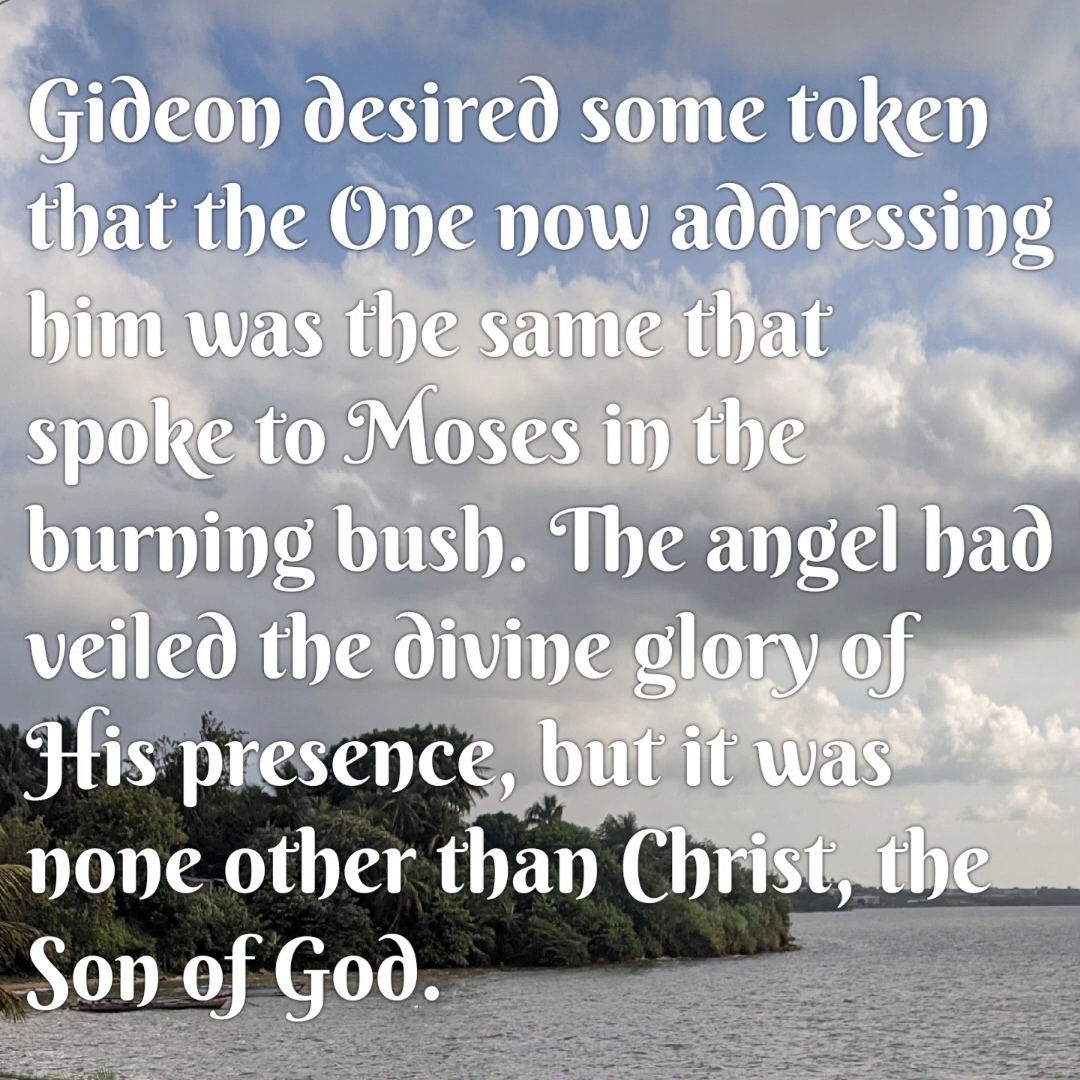 Gideon desired some token
that the One now addressing
him was the same that
spoke to Moses in the
burning bush. The angel had
veiled the divine glory of
His presence, but it was
none other than Christ, the
Son of God.